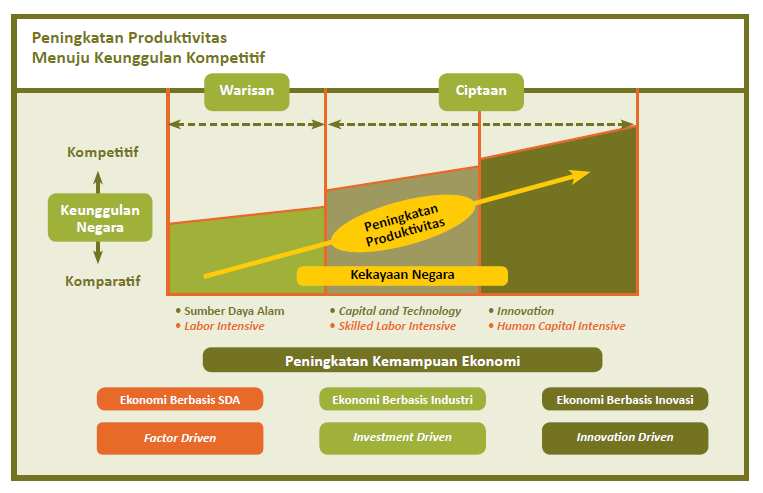 Peningkatan Produktivitas
Menuju Keunggulan Kompetitif
Warisan
Ciptaan
Kompetitif
Keunggulan
Negara
Komparatif
Peningkatan
Produktivitas
Kekayaan Negara
• Sumber Daya Alam
• Labor Intensive
• Capital and Technology
• Skilled Labor Intensive
• Innovation
• Human Capital Intensive
Peningkatan Kemampuan Ekonomi
Ekonomi Berbasis SDA
Ekonomi Berbasis Industri
Ekonomi Berbasis Inovasi
Factor Driven
Investment Driven
Innovation Driven